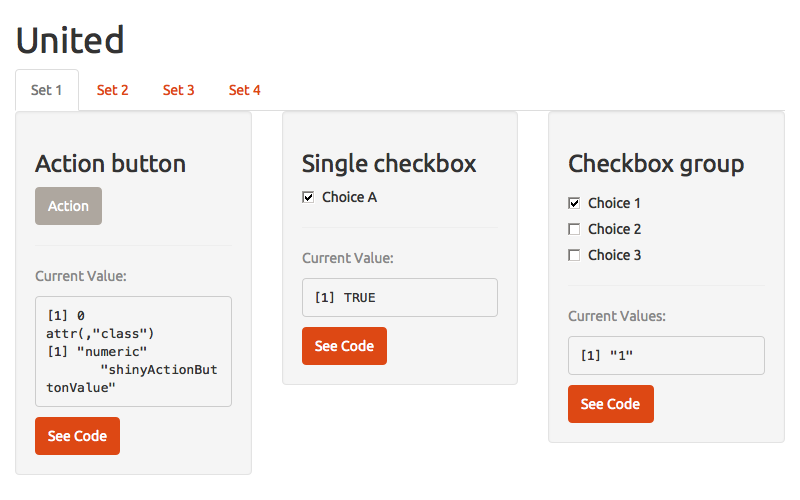 United
Set 1 Set 2 Set 3 Set 4
Action button
Action
Current Value:
[1] 0
attr(,"class")
[1] "numeric"
"shinyActionBut
tonValue"
See Code
Single checkbox
Choice A
Current Value:
[1] TRUE
See Code
Checkbox group
Choice 1
Choice 2
Choice 3
Current Values:
[1] "1"
See Code